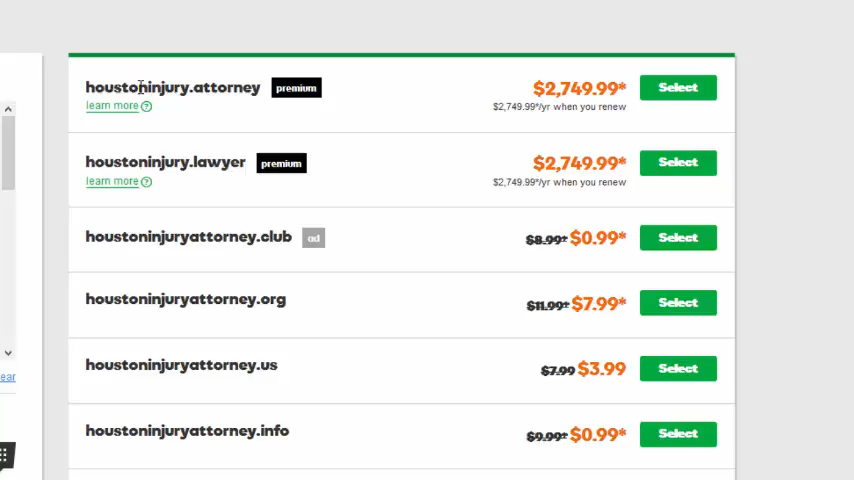 houstoninjury.attorney premium $2,749.99* Select
learn more ? $2,749.99*/yr when you renew
houstoninjury.lawyer premium $2,749.99* Select
learn more ? $2,749.99*/yr when you renew
houstoninjuryattorney.club ad $8.99* $0.99* Select
houstoninjuryattorney.org $11.99* $7.99* Select
houstoninjuryattorney.us $7.99 $3.99 Select
ear
houstoninjuryattorney.info $9.99* $0.99* Select